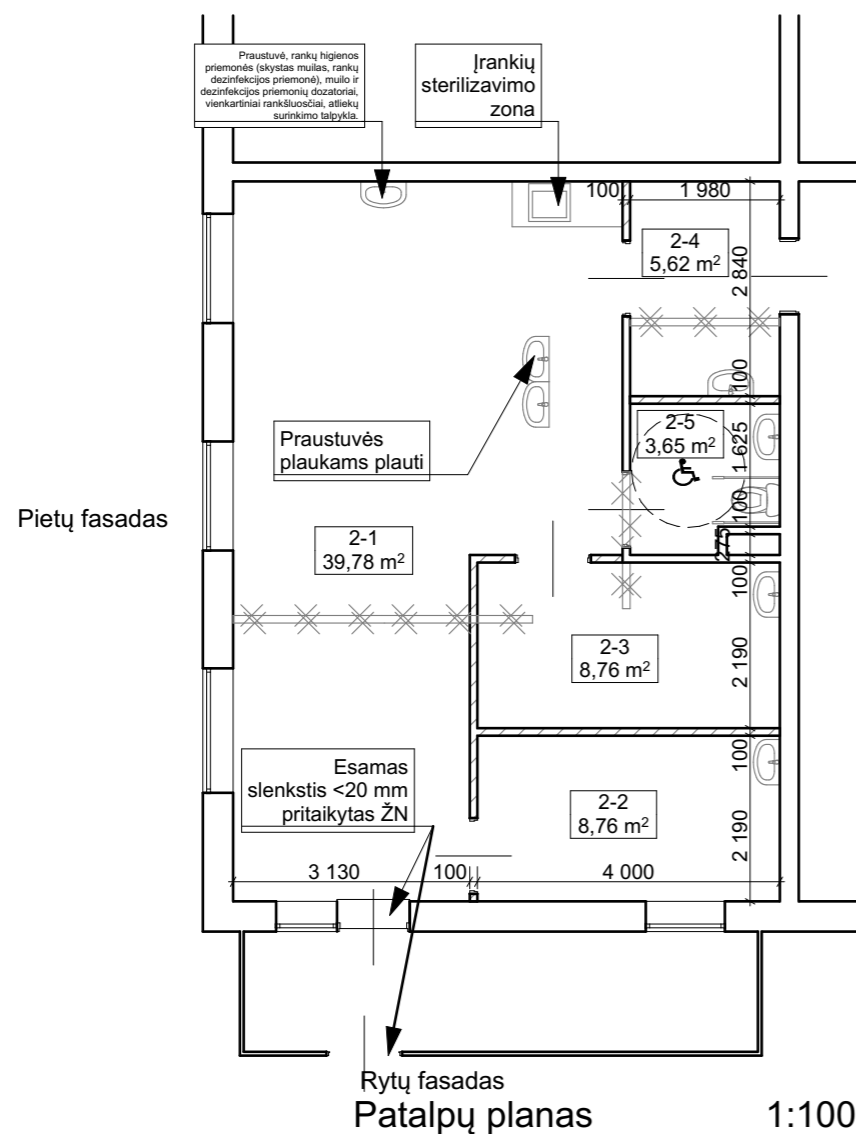 Praustuvė, rankų higienos
priemonės (skystas muilas, rankų
dezinfekcijos priemonė), muilo ir
dezinfekcijos priemonių dozatoriai,
vienkartiniai rankšluosčiai, atliekų
surinkimo talpykla.
Įrankių
sterilizavimo
zona
100
1 980
2-4
5,62 m²
2 840
100
2-5
3,65 m²
1 625
Praustuvės
plaukams plauti
Pietų fasadas
2-1
39,78 m²
100
275
100
2-3
8,76 m²
2 190
Esamas
slenkstis <20 mm
pritaikytas ŽN
100
2-2
8,76 m²
2 190
3 130
100
4 000
Rytų fasadas
Patalpų planas 1:100